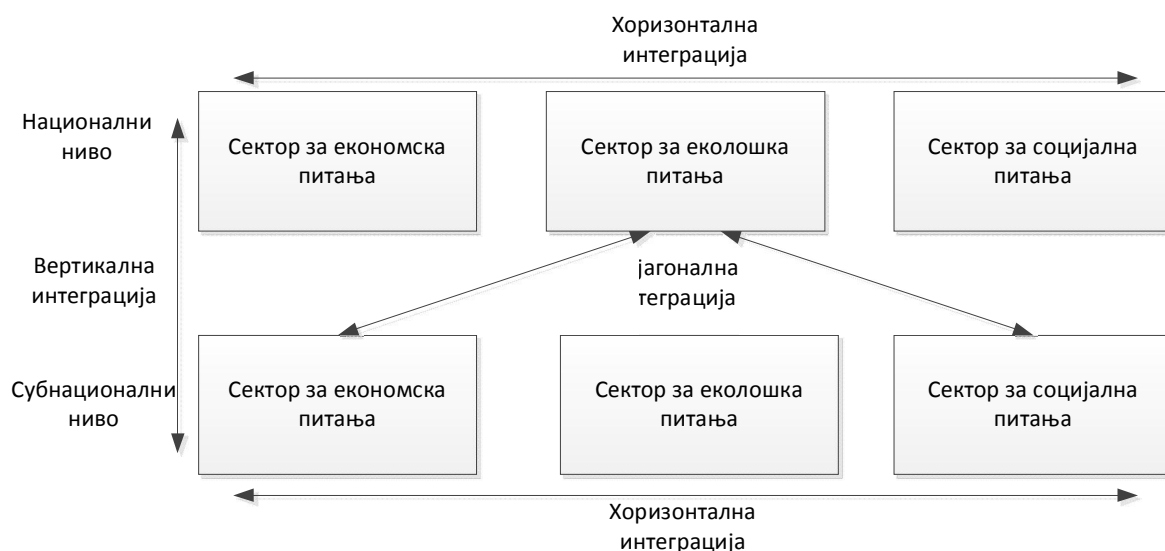 Хоризонтална
интеграција
Национални
ниво
Сектор за економска
питања
Сектор за еколошка
питања
Сектор за социјална
питања
Вертикална
интеграција
јагонална
теграција
Субнационални
ниво
Сектор за економска
питања
Сектор за еколошка
питања
Сектор за социјална
питања
Хоризонтална
интеграција